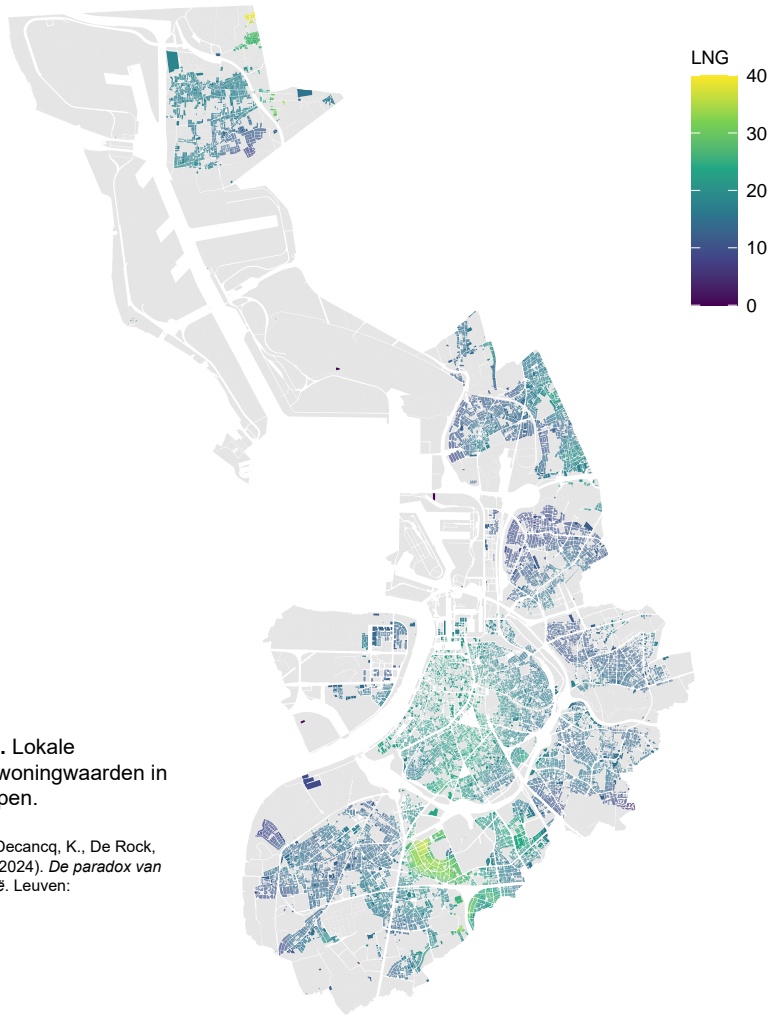 LNG
40
30
20
10
0
. Lokale
woningwaarden in
pen.
Decancq, K., De Rock,
2024). De paradox van
ë. Leuven: